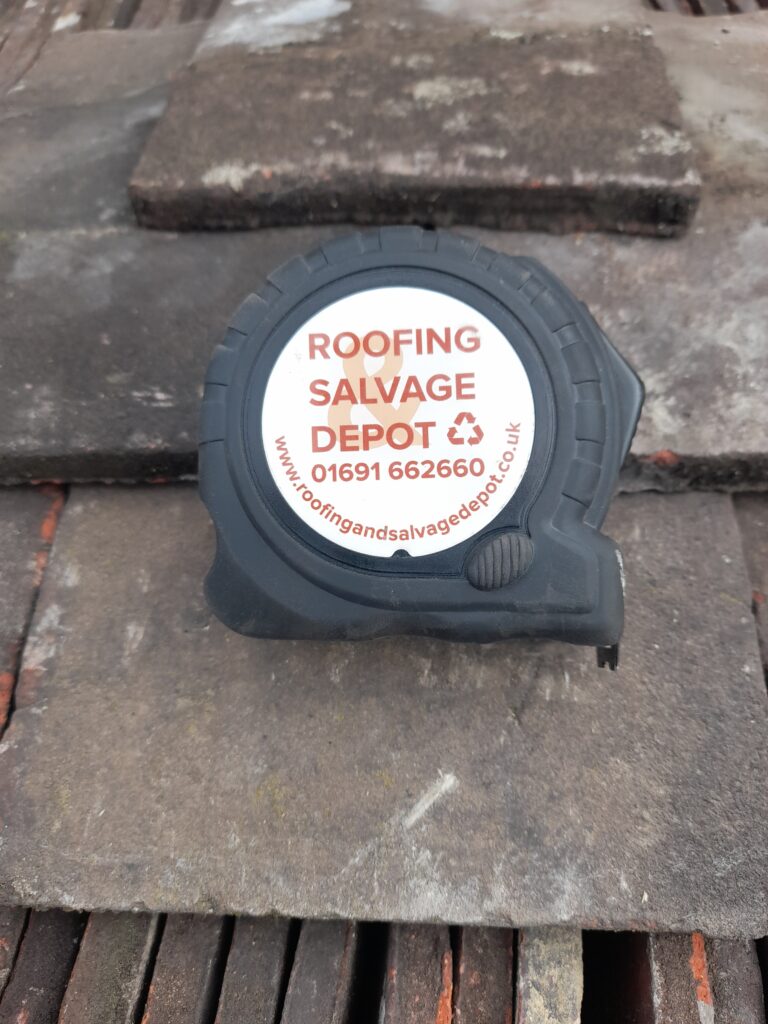 ROOFING
&
SALVAGE
DEPOT
01691 662660
www.roofingandsalvagedepot.co.uk